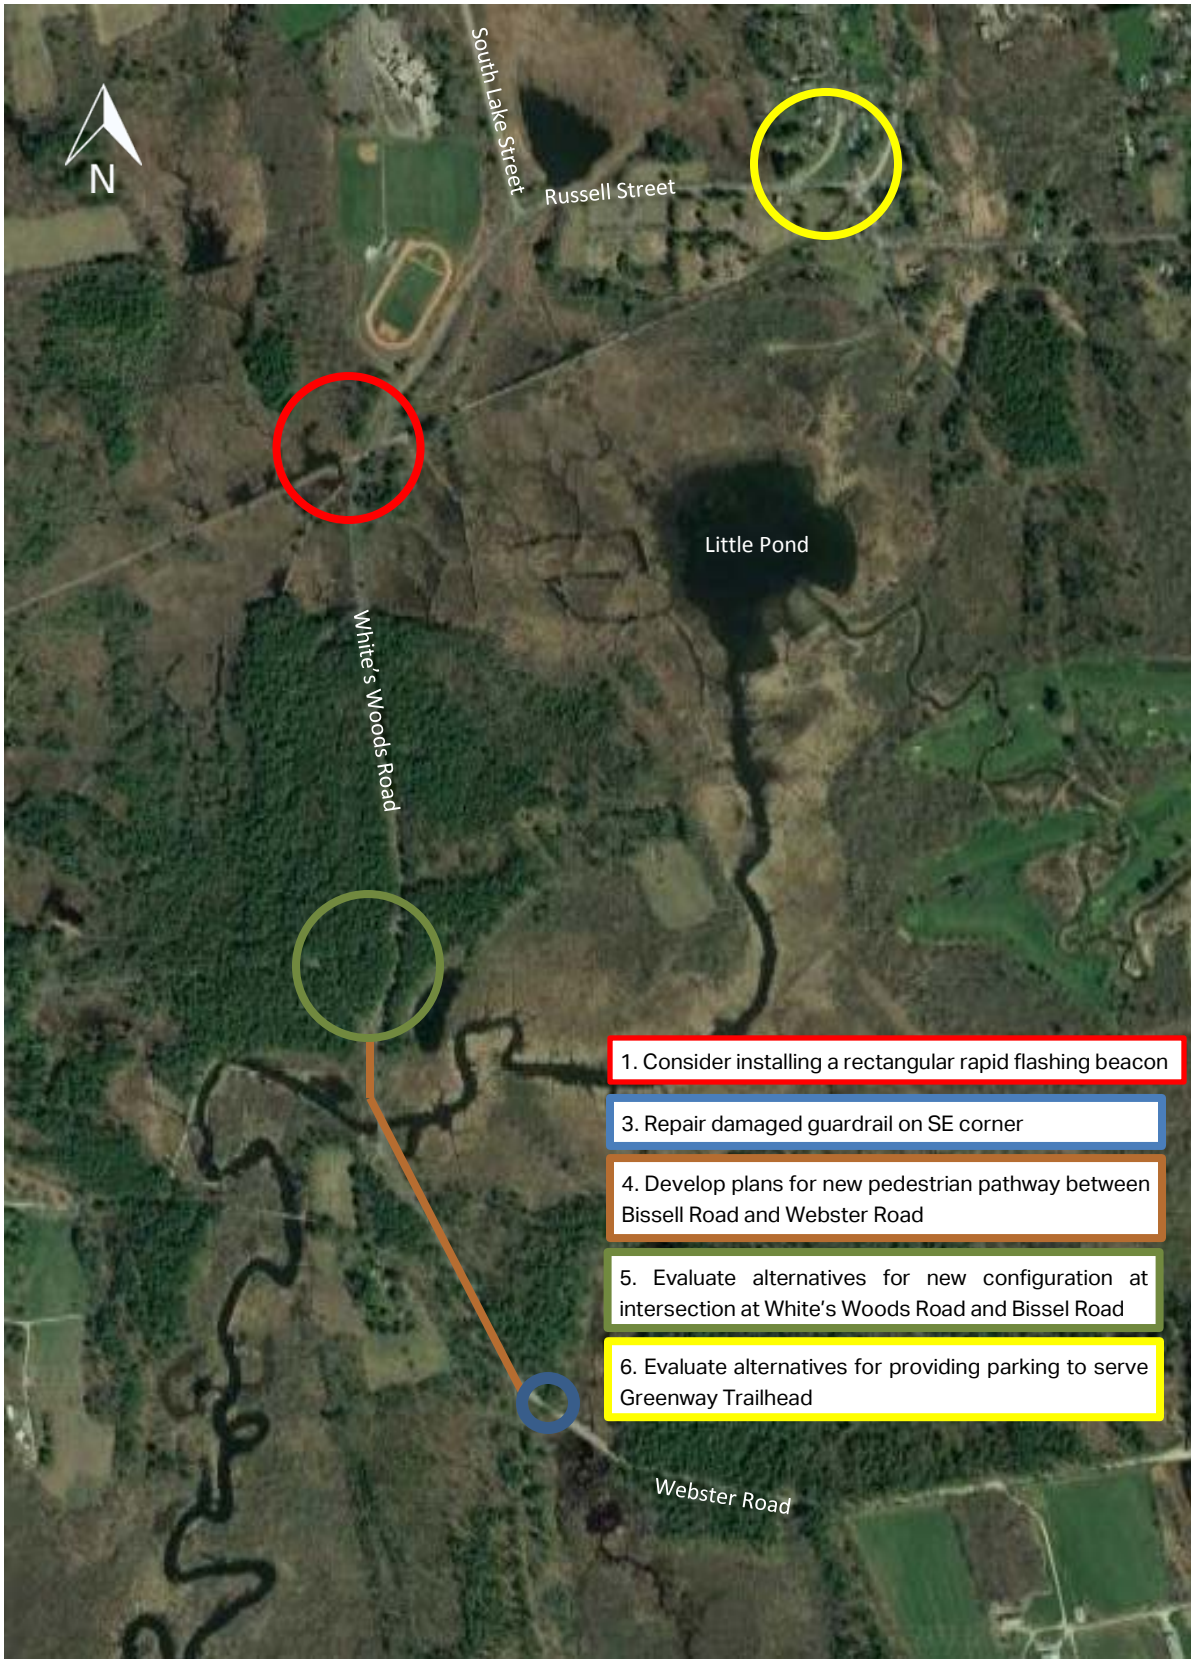 South Lake Street
N
Russell Street
Little Pond
White's Woods Road
1. Consider installing a rectangular rapid flashing beacon
3. Repair damaged guardrail on SE corner
4. Develop plans for new pedestrian pathway between
Bissell Road and Webster Road
5. Evaluate alternatives for new configuration at
intersection at White's Woods Road and Bissel Road
6. Evaluate alternatives for providing parking to serve
Greenway Trailhead
Webster Road